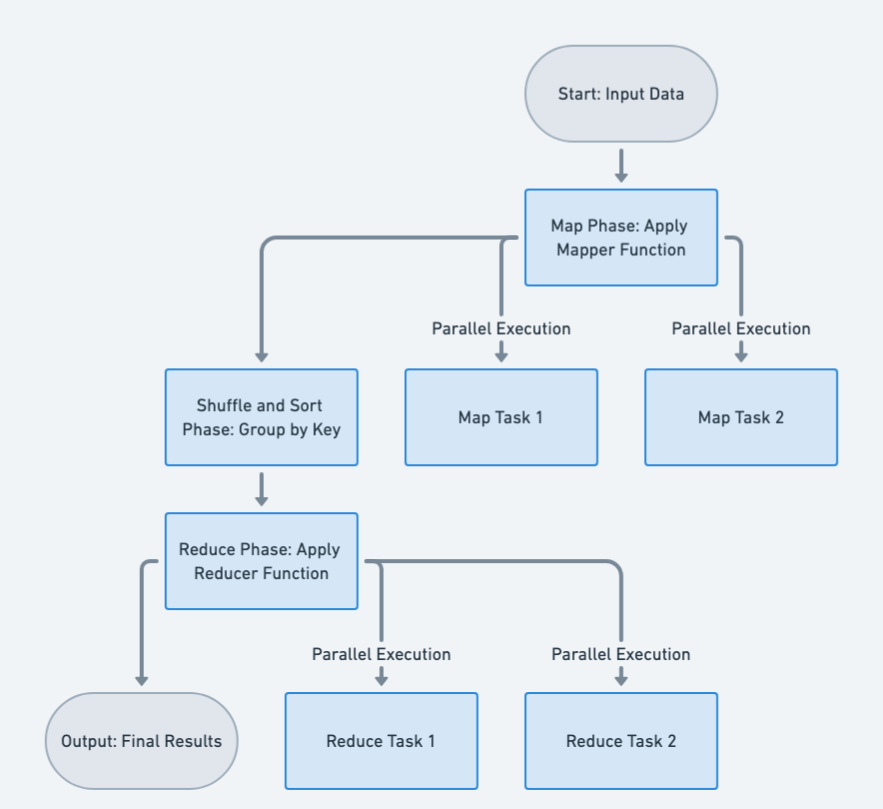 Start: Input Data
Map Phase: Apply
Mapper Function
Parallel Execution
Parallel Execution
Shuffle and Sort
Phase: Group by Key
Map Task 1
Map Task 2
Reduce Phase: Apply
Reducer Function
Parallel Execution
Parallel Execution
Output: Final Results
Reduce Task 1
Reduce Task 2